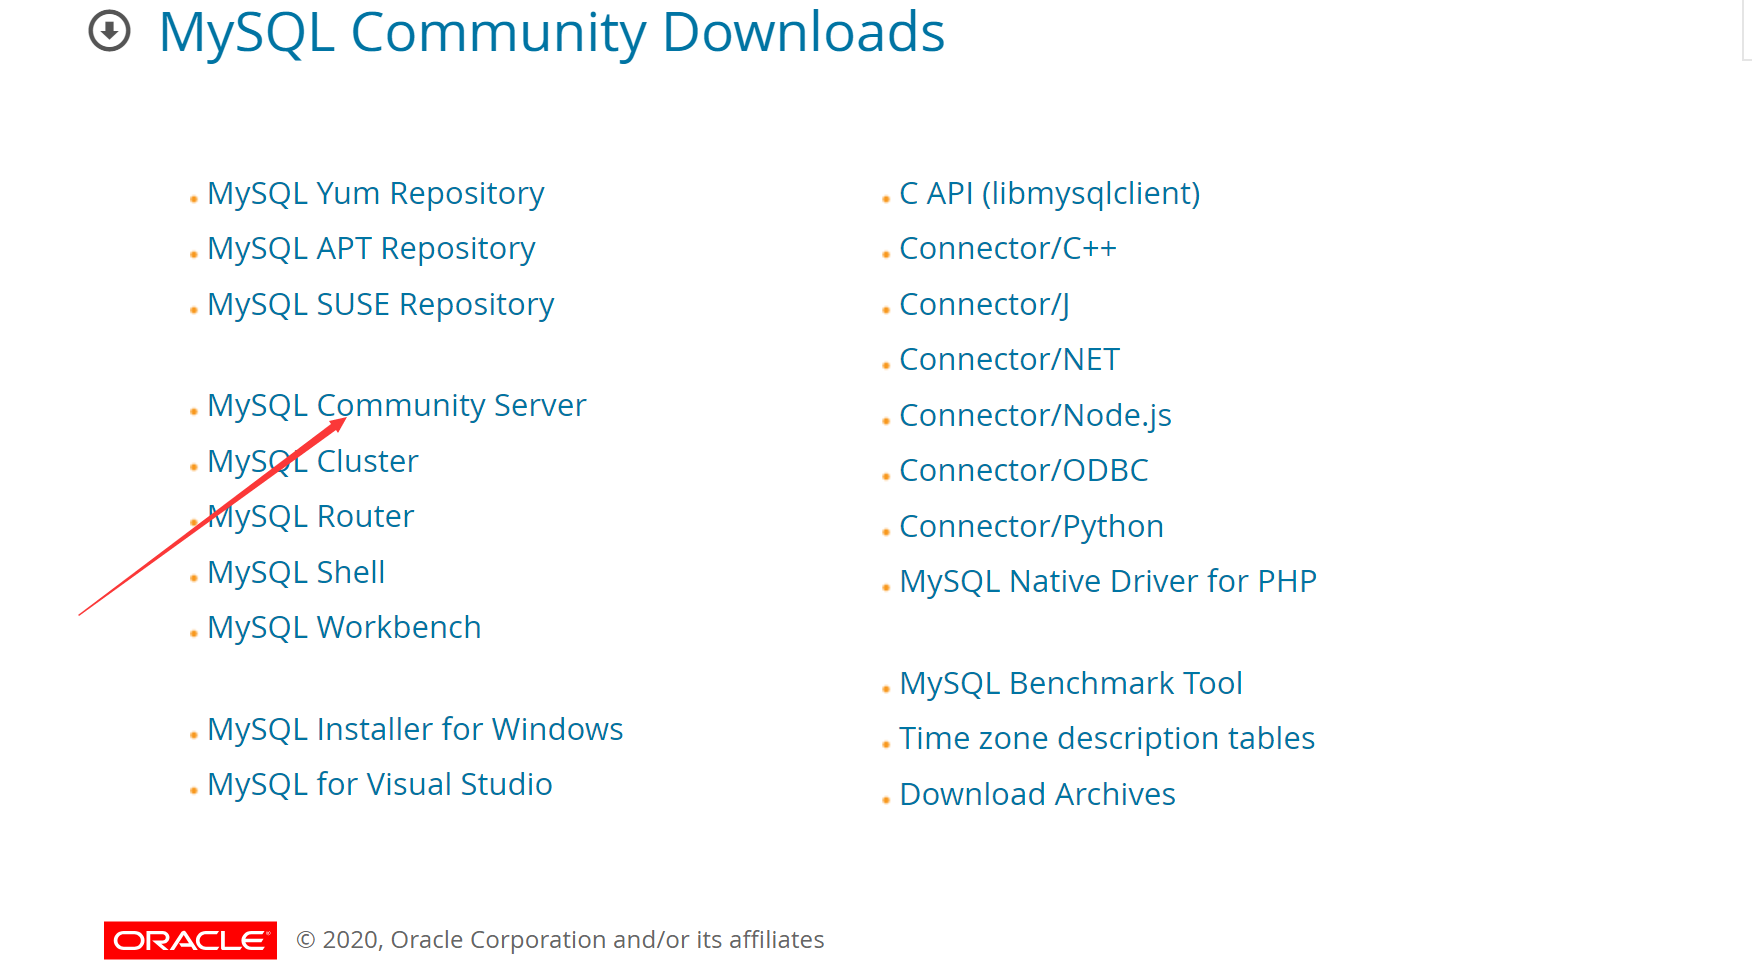 MySQL Community Downloads
MySQL Yum Repository
MySQL APT Repository
MySQL SUSE Repository
MySQL Community Server
MySQL Cluster
MySQL Router
MySQL Shell
MySQL Workbench
MySQL Installer for Windows
MySQL for Visual Studio
C API (libmysqlclient)
Connector/C++
Connector/J
Connector/NET
Connector/Node.js
Connector/ODBC
Connector/Python
MySQL Native Driver for PHP
MySQL Benchmark Tool
Time zone description tables
Download Archives
ORACLE® © 2020, Oracle Corporation and/or its affiliates